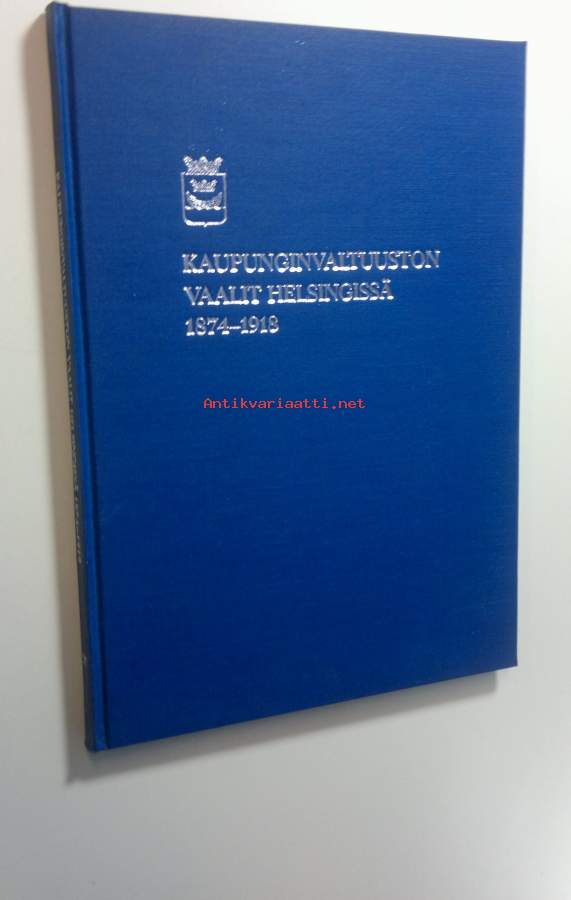 KAUPUNGINVALTUUSTON
VAALIT HELSINGISSÄ
1874–1918
Antikvariaatti.net